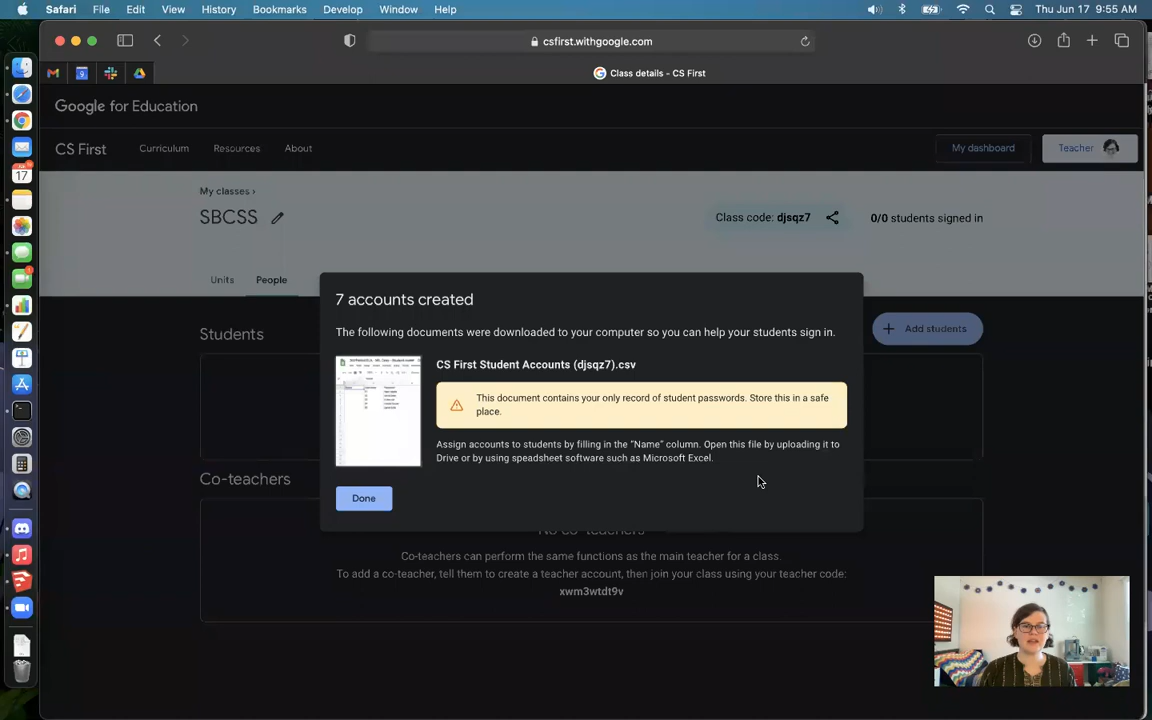 Safari File Edit View History Bookmarks Develop Window Help Thu Jun 17 9:55 AM
csfirst.withgoogle.com
Class details - CS First
Google for Education
CS First Curriculum Resources About My dashboard Teacher
My classes ›
SBCSS
Class code: djsqz7 0/0 students signed in
Units People
7 accounts created
The following documents were downloaded to your computer so you can help your students sign in.
Students
Add students
CS First Student Accounts (djsqz7).csv
This document contains your only record of student passwords. Store this in a safe
place.
Assign accounts to students by filling in the "Name" column. Open this file by uploading it to
Drive or by using speadsheet software such as Microsoft Excel.
Co-teachers
Done
No co-teachers
Co-teachers can perform the same functions as the main teacher for a class.
To add a co-teacher, tell them to create a teacher account, then join your class using your teacher code:
xwm3wtdt9v